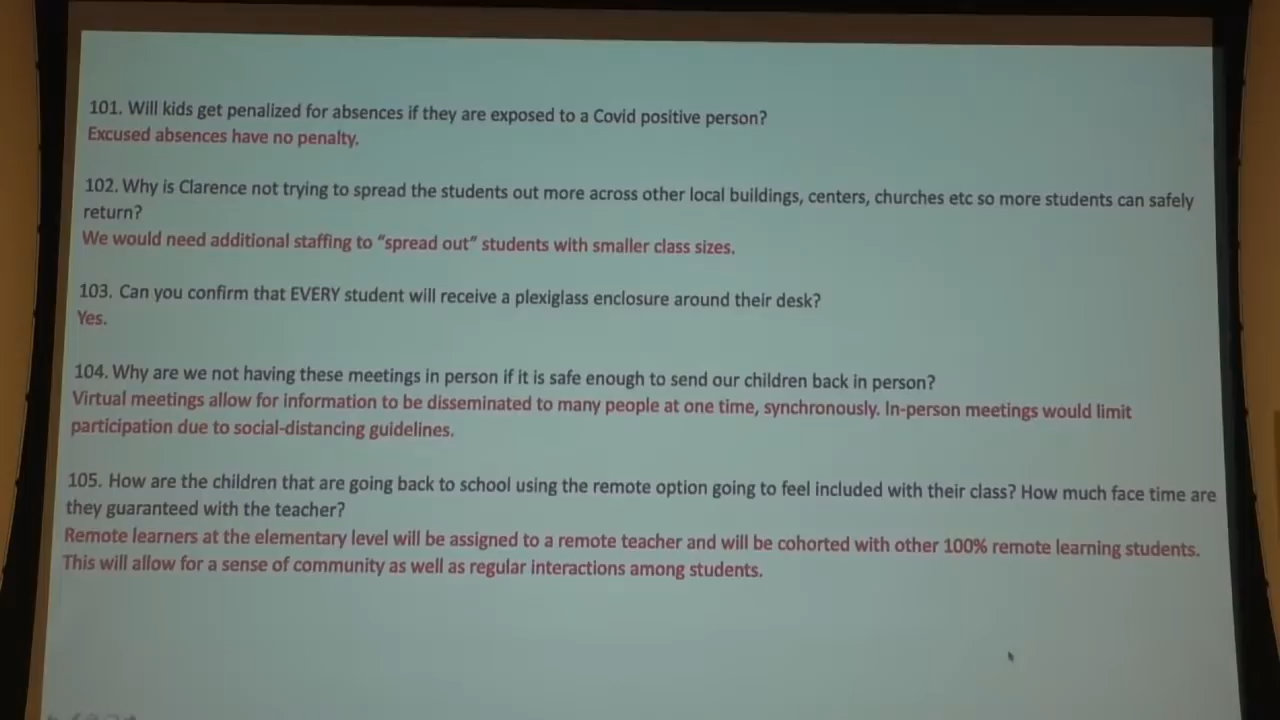 101. Will kids get penalized for absences if they are exposed to a Covid positive person?
Excused absences have no penalty.
102. Why is Clarence not trying to spread the students out more across other local buildings, centers, churches etc so more students can safely
return?
We would need additional staffing to “spread out” students with smaller class sizes.
103. Can you confirm that EVERY student will receive a plexiglass enclosure around their desk?
Yes.
104. Why are we not having these meetings in person if it is safe enough to send our children back in person?
Virtual meetings allow for information to be disseminated to many people at one time, synchronously. In-person meetings would limit
participation due to social-distancing guidelines.
105. How are the children that are going back to school using the remote option going to feel included with their class? How much face time are
they guaranteed with the teacher?
Remote learners at the elementary level will be assigned to a remote teacher and will be cohorted with other 100% remote learning students.
This will allow for a sense of community as well as regular interactions among students.